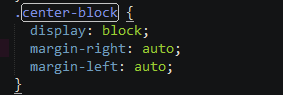 .center-block {
display: block;
margin-right: auto;
margin-left: auto;
}